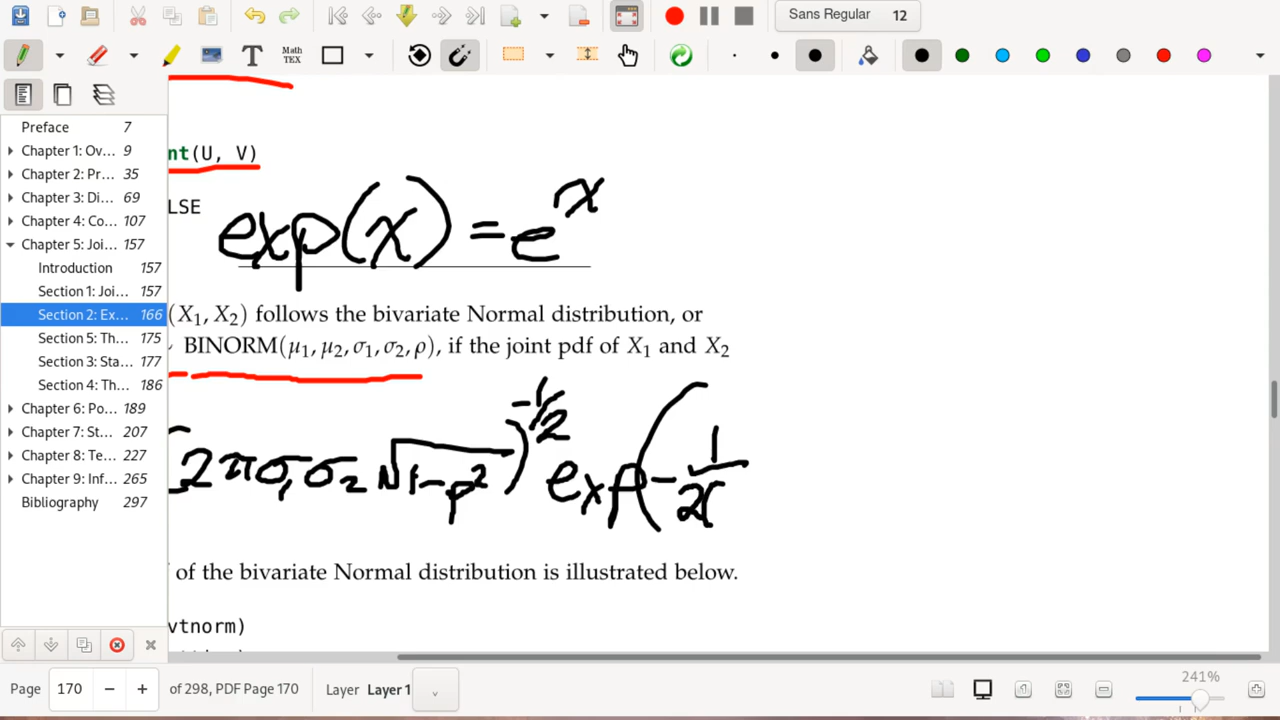 Sans Regular 12
T Math TEX
Preface 7
Chapter 1: Ov... 9
Chapter 2: Pr... 35
Chapter 3: Di... 69
Chapter 4: Co... 107
Chapter 5: Joi... 157
Introduction 157
Section 1: Joi... 157
Section 2: Ex... 166
Section 5: Th... 175
Section 3: Sta... 177
Section 4: Th... 186
Chapter 6: Po... 189
Chapter 7: St... 207
Chapter 8: Te... 227
Chapter 9: Inf... 265
Bibliography 297
nt(U, V)
LSE
exp(x) = e^x
(X₁, X₂) follows the bivariate Normal distribution, or
BINORM(μ₁, μ₂, σ₁, σ₂, ρ), if the joint pdf of X₁ and X₂
2πσ₁σ₂√1-ρ²)^-1/2 exp(-1/2(
of the bivariate Normal distribution is illustrated below.
vtnorm)
Page 170 − + of 298, PDF Page 170 Layer Layer 1 241%